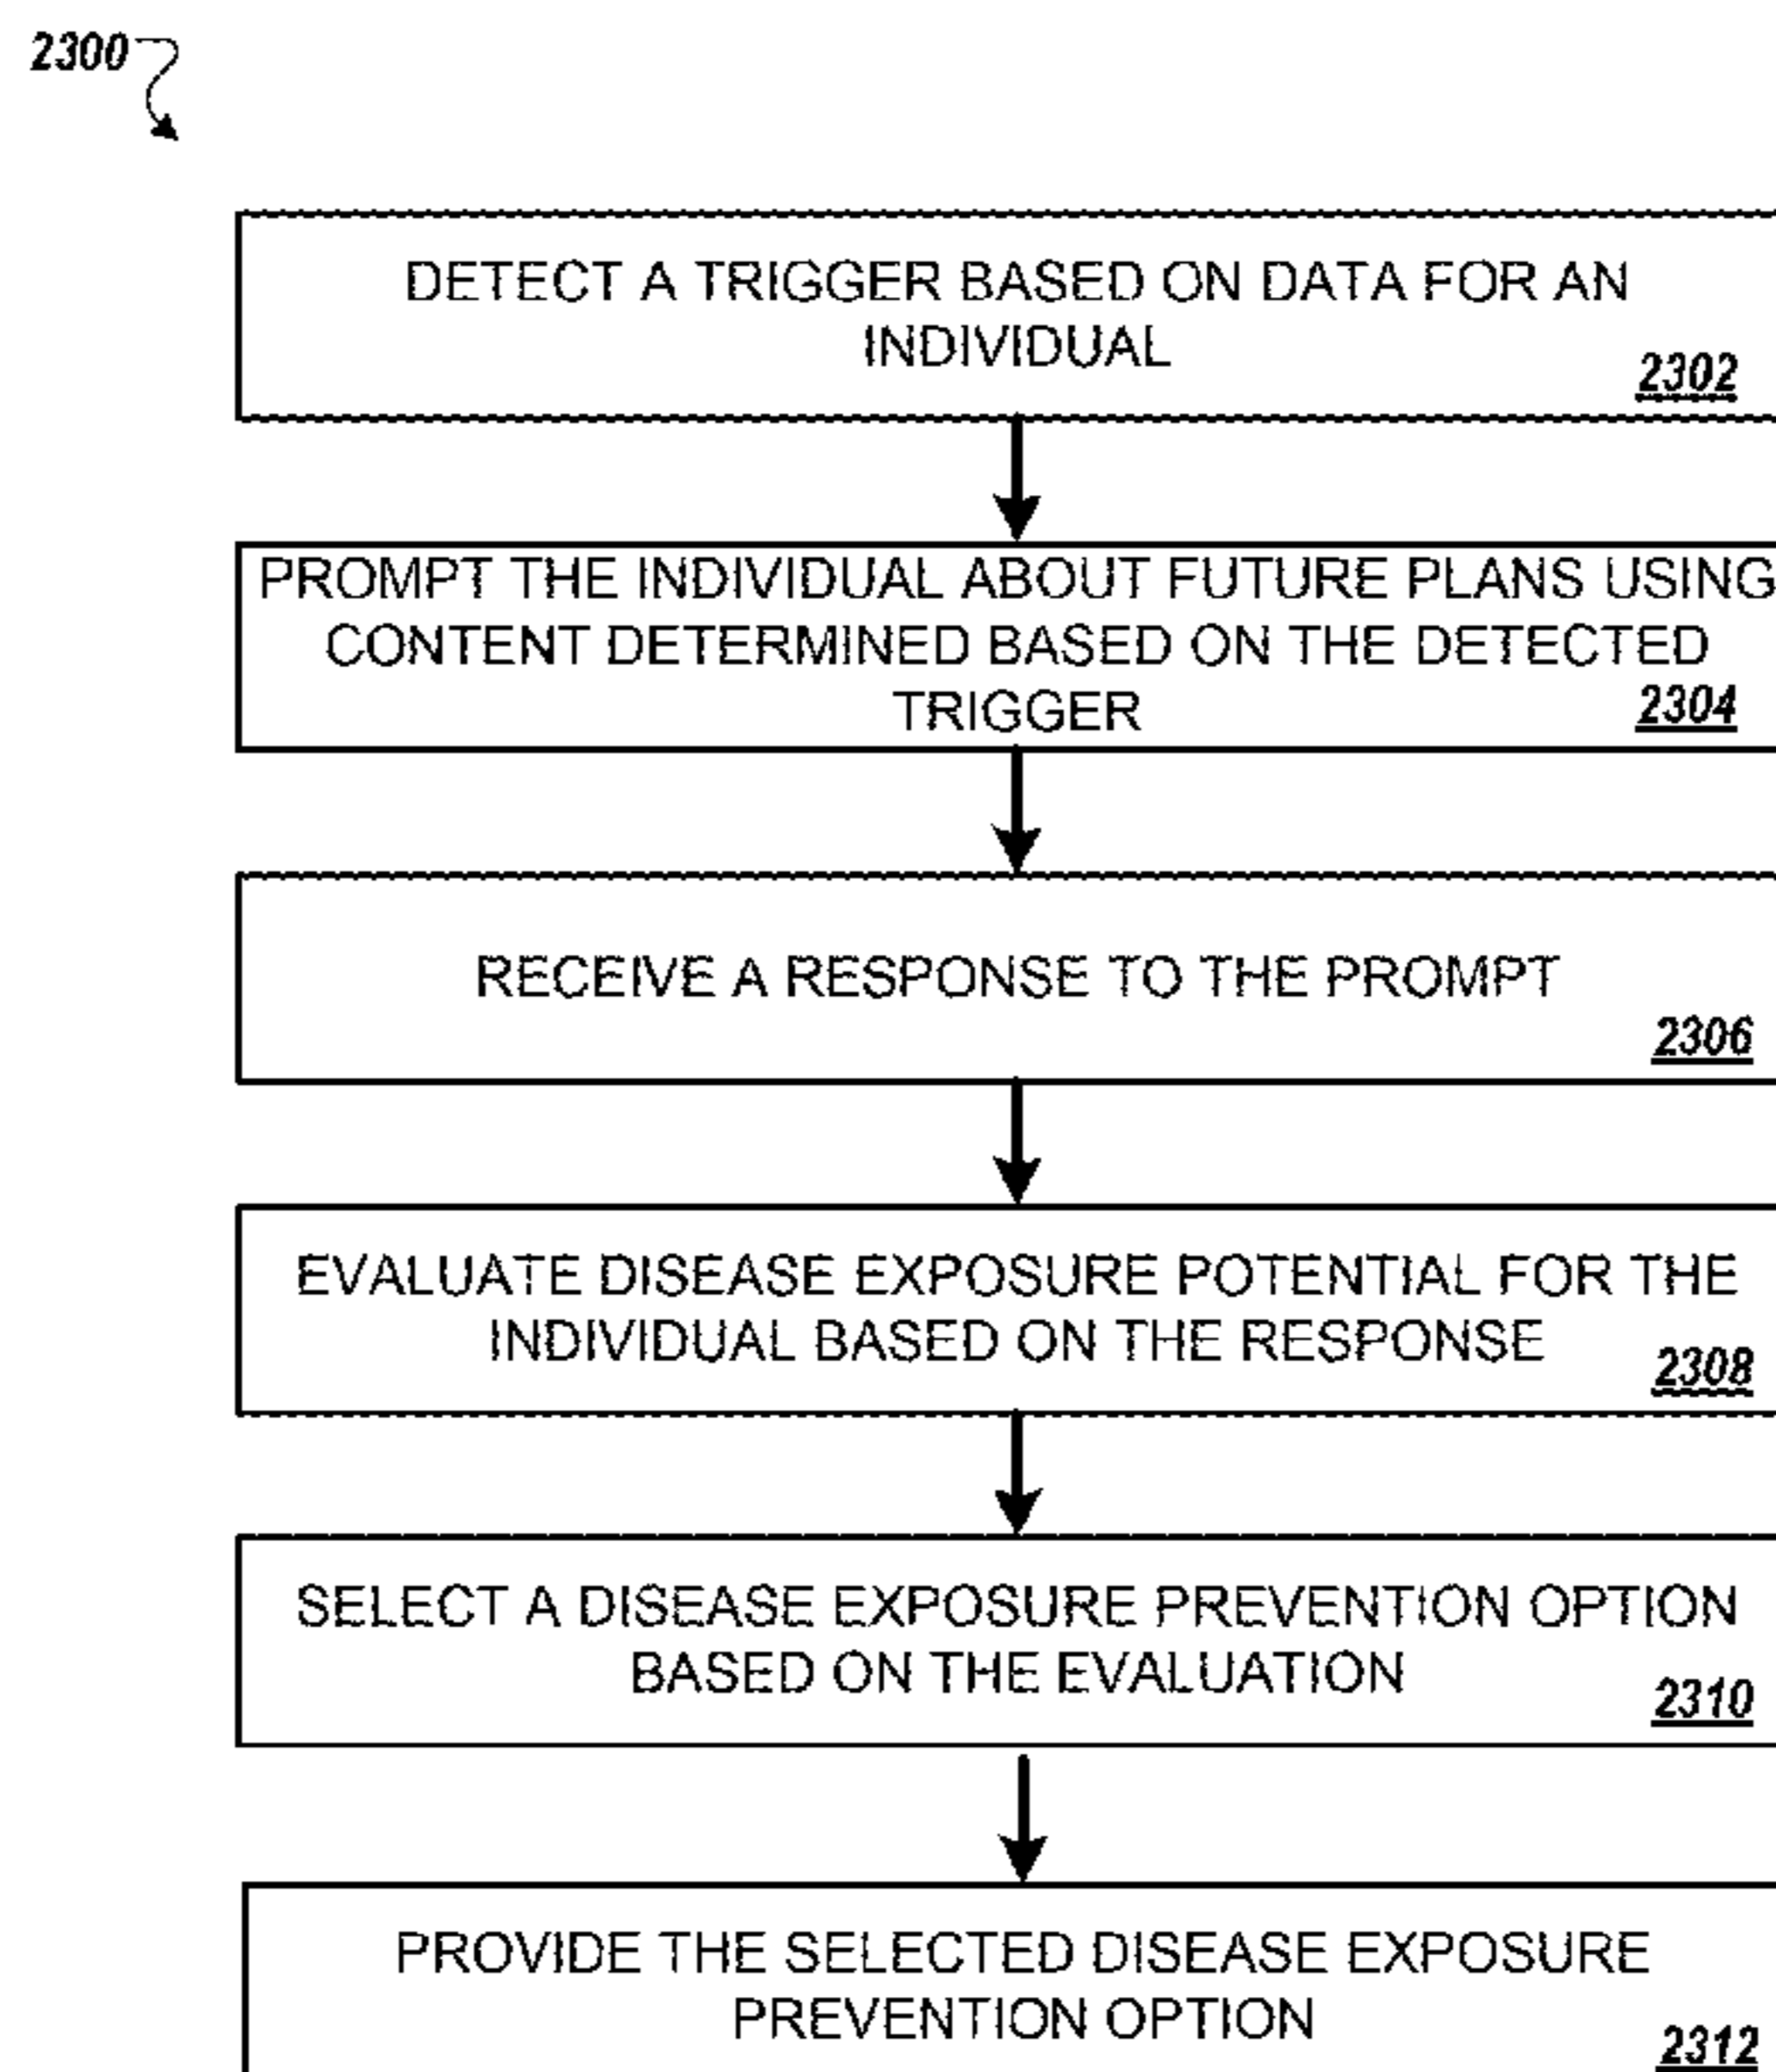 2300
DETECT A TRIGGER BASED ON DATA FOR AN
INDIVIDUAL
2302
PROMPT THE INDIVIDUAL ABOUT FUTURE PLANS USING
CONTENT DETERMINED BASED ON THE DETECTED
TRIGGER
2304
RECEIVE A RESPONSE TO THE PROMPT
2306
EVALUATE DISEASE EXPOSURE POTENTIAL FOR THE
INDIVIDUAL BASED ON THE RESPONSE
2308
SELECT A DISEASE EXPOSURE PREVENTION OPTION
BASED ON THE EVALUATION
2310
PROVIDE THE SELECTED DISEASE EXPOSURE
PREVENTION OPTION
2312